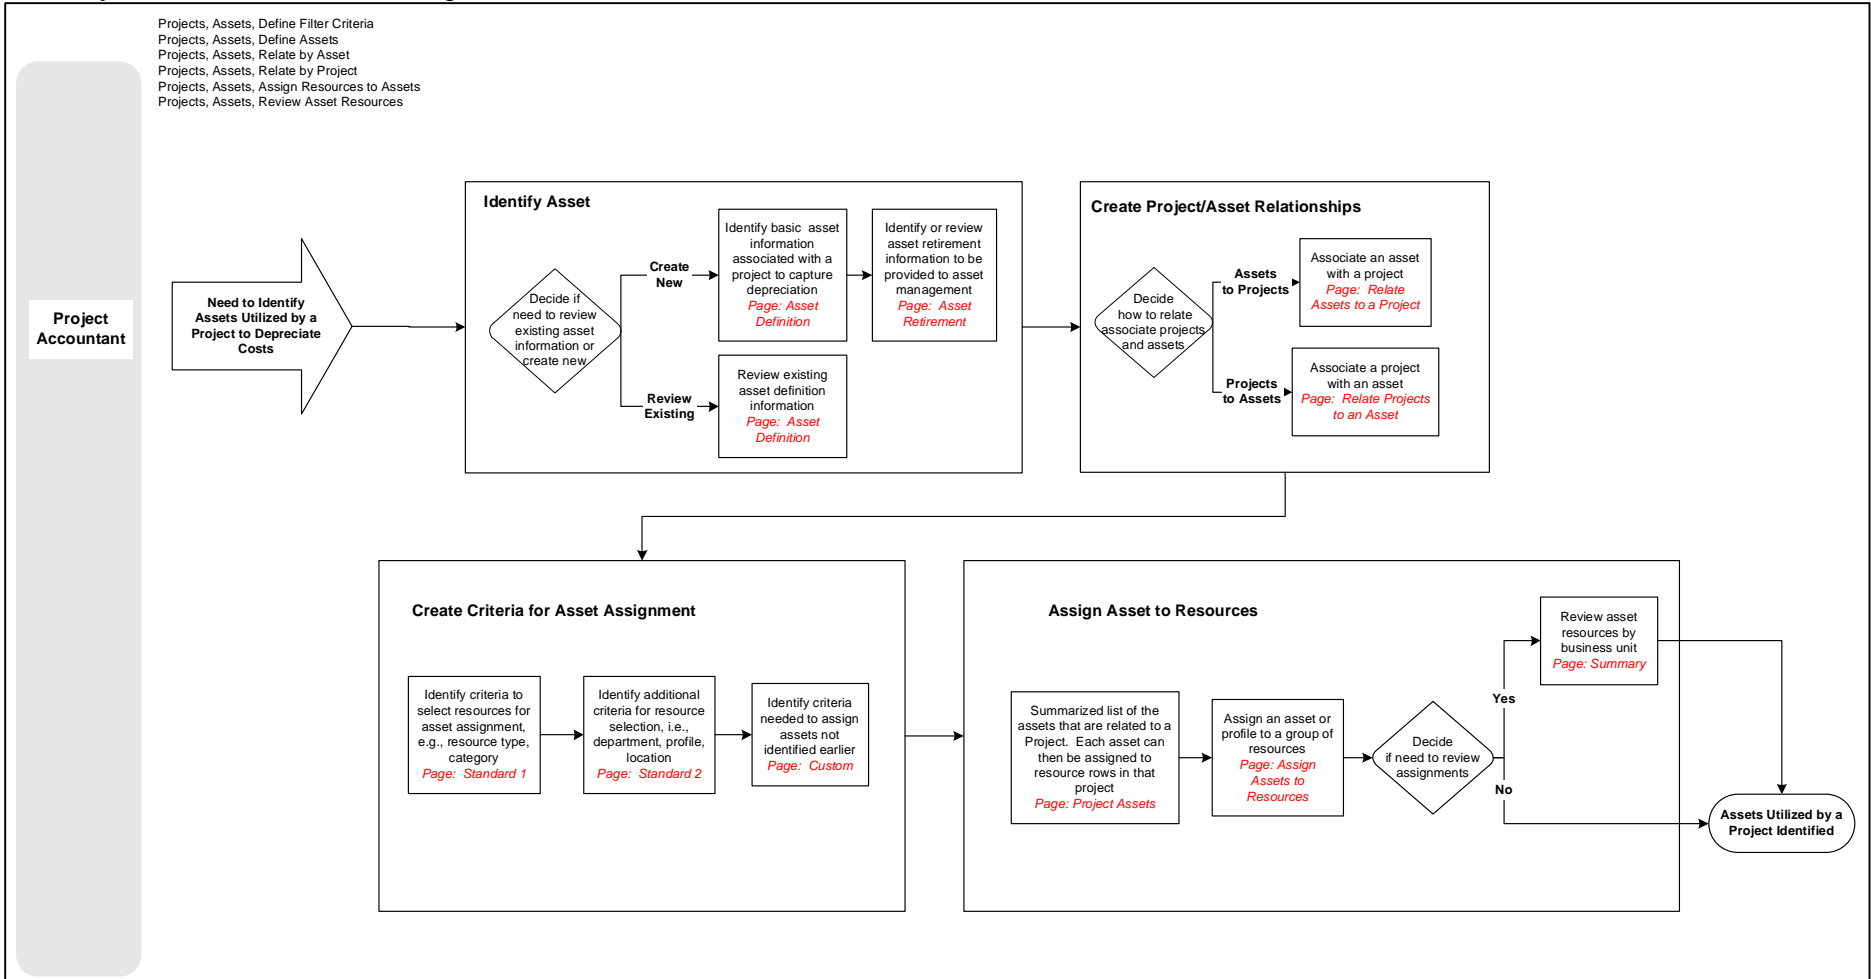 Projects, Assets, Define Filter Criteria
Projects, Assets, Define Assets
Projects, Assets, Relate by Asset
Projects, Assets, Relate by Project
Projects, Assets, Assign Resources to Assets
Projects, Assets, Review Asset Resources
Project
Accountant
Need to Identify
Assets Utilized by a
Project to Depreciate
Costs
Identify Asset
Decide if
need to review
existing asset
information or
create new
Create
New
Identify basic asset
information
associated with a
project to capture
depreciation
Page: Asset
Definition
Identify or review
asset retirement
information to be
provided to asset
management
Page: Asset
Retirement
Review
Existing
Review existing
asset definition
information
Page: Asset
Definition
Create Project/Asset Relationships
Decide
how to relate
associate projects
and assets
Assets
to Projects
Associate an asset
with a project
Page: Relate
Assets to a Project
Projects
to Assets
Associate a project
with an asset
Page: Relate Projects
to an Asset
Create Criteria for Asset Assignment
Identify criteria to
select resources for
asset assignment,
e.g., resource type,
category
Page: Standard 1
Identify additional
criteria for resource
selection, i.e.,
department, profile,
location
Page: Standard 2
Identify criteria
needed to assign
assets not
identified earlier
Page: Custom
Assign Asset to Resources
Summarized list of the
assets that are related to a
Project. Each asset can
then be assigned to
resource rows in that
project
Page: Project Assets
Assign an asset or
profile to a group of
resources
Page: Assign
Assets to
Resources
Decide
if need to review
assignments
Yes
Review asset
resources by
business unit
Page: Summary
No
Assets Utilized by a
Project Identified